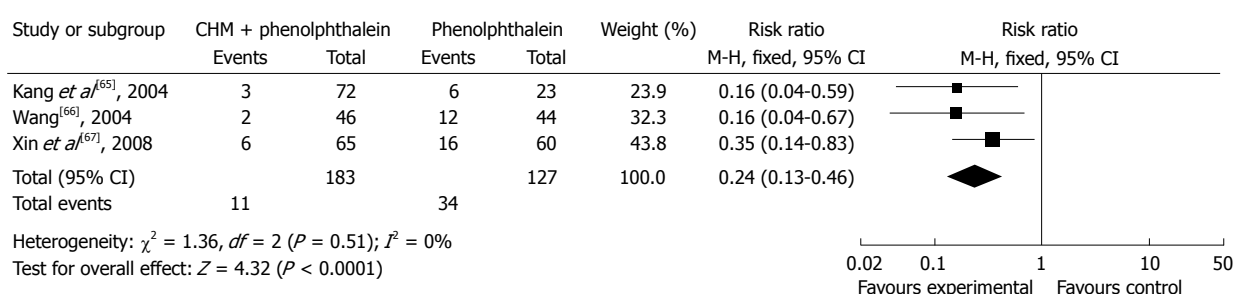 Study or subgroup CHM + phenolphthalein Phenolphthalein Weight (%) Risk ratio Risk ratio
Events Total Events Total M-H, fixed, 95% CI M-H, fixed, 95% CI
Kang et al[65], 2004 3 72 6 23 23.9 0.16 (0.04-0.59)
Wang[66], 2004 2 46 12 44 32.3 0.16 (0.04-0.67)
Xin et al[67], 2008 6 65 16 60 43.8 0.35 (0.14-0.83)
Total (95% CI) 183 127 100.0 0.24 (0.13-0.46)
Total events 11 34
Heterogeneity: χ² = 1.36, df = 2 (P = 0.51); I² = 0%
Test for overall effect: Z = 4.32 (P < 0.0001)
0.02 0.1 1 10 50
Favours experimental Favours control